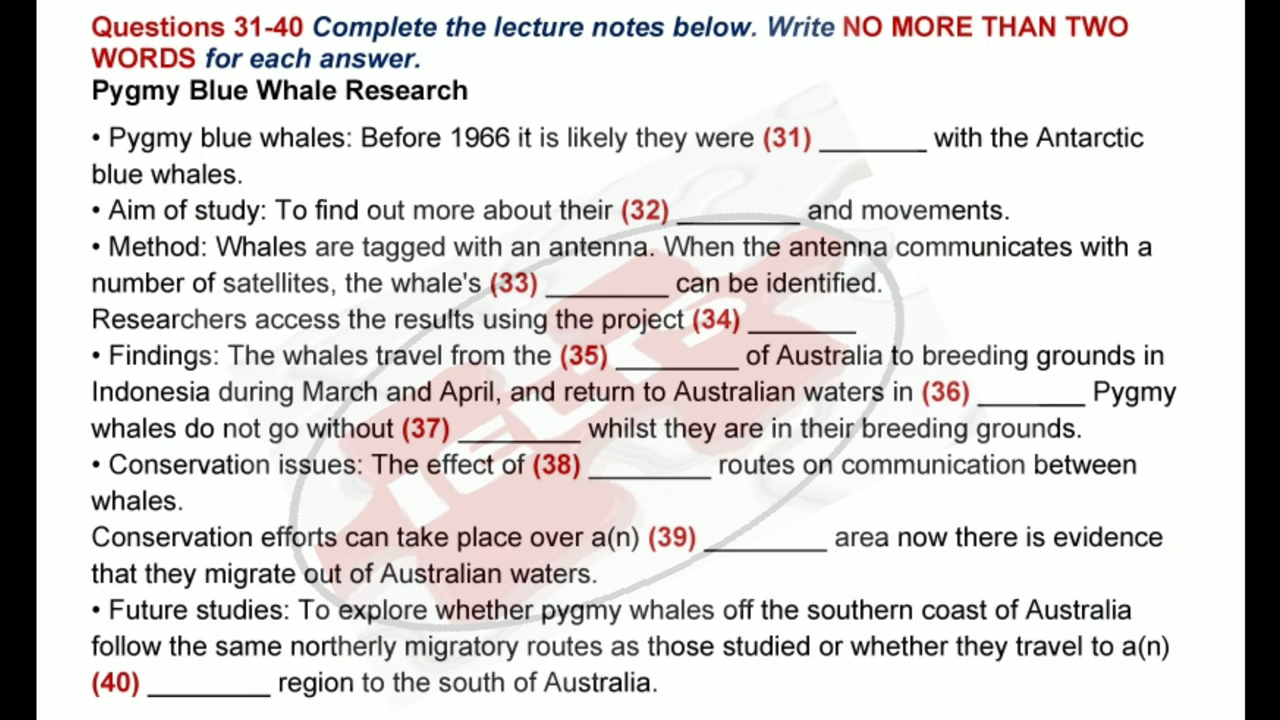 Questions 31-40 Complete the lecture notes below. Write NO MORE THAN TWO
WORDS for each answer.
Pygmy Blue Whale Research
• Pygmy blue whales: Before 1966 it is likely they were (31) _______ with the Antarctic
blue whales.
• Aim of study: To find out more about their (32) ________ and movements.
• Method: Whales are tagged with an antenna. When the antenna communicates with a
number of satellites, the whale's (33) ________ can be identified.
Researchers access the results using the project (34) _______
• Findings: The whales travel from the (35) ________ of Australia to breeding grounds in
Indonesia during March and April, and return to Australian waters in (36) _______ Pygmy
whales do not go without (37) ________ whilst they are in their breeding grounds.
• Conservation issues: The effect of (38) ________ routes on communication between
whales.
Conservation efforts can take place over a(n) (39) ________ area now there is evidence
that they migrate out of Australian waters.
• Future studies: To explore whether pygmy whales off the southern coast of Australia
follow the same northerly migratory routes as those studied or whether they travel to a(n)
(40) ________ region to the south of Australia.